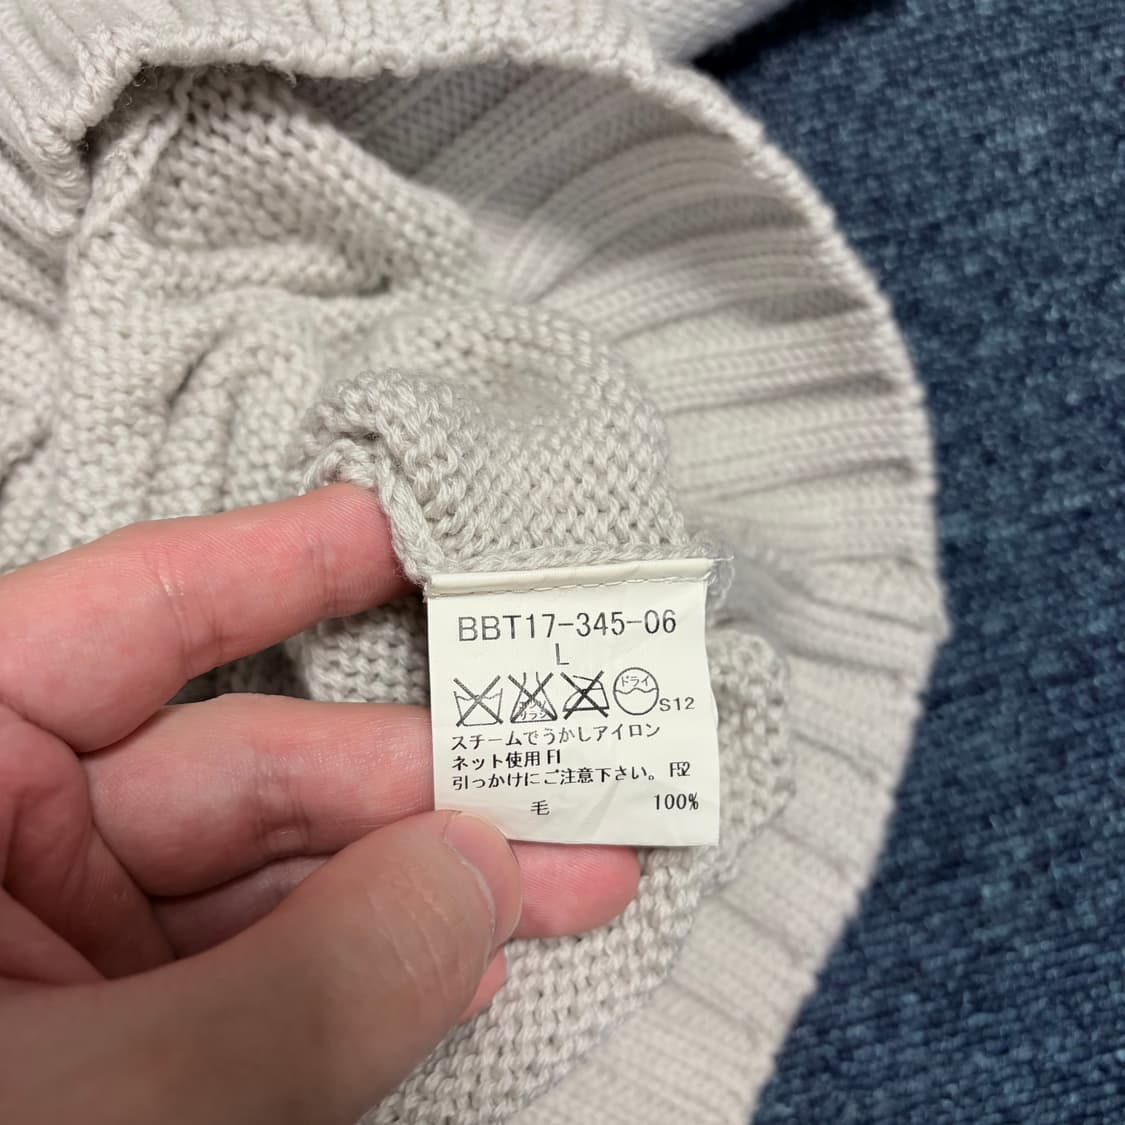 BBT17-345-06
L
ドライ
S12
スチームでうかしアイロン
ネット使用 FI
引っかけにご注意下さい。 F52
毛 100%